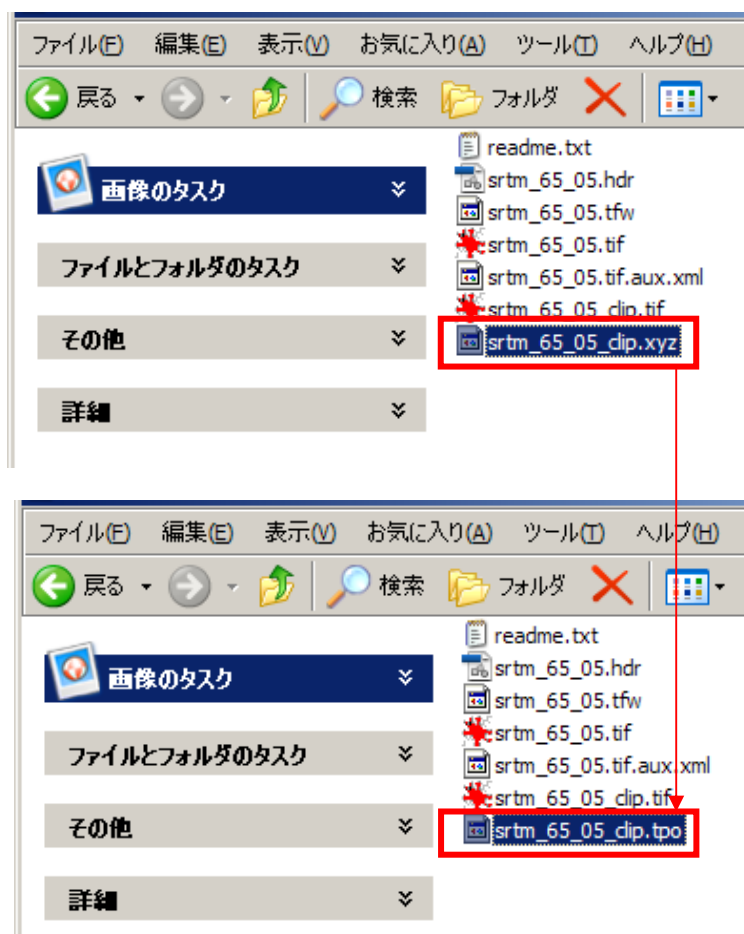 ファイル(F) 編集(E) 表示(V) お気に入り(A) ツール(T) ヘルプ(H)
戻る 検索 フォルダ
画像のタスク
ファイルとフォルダのタスク
その他
詳細
readme.txt
srtm_65_05.hdr
srtm_65_05.tfw
srtm_65_05.tif
srtm_65_05.tif.aux.xml
srtm_65_05_clip.tif
srtm_65_05_clip.xyz
ファイル(F) 編集(E) 表示(V) お気に入り(A) ツール(T) ヘルプ(H)
戻る 検索 フォルダ
画像のタスク
ファイルとフォルダのタスク
その他
詳細
readme.txt
srtm_65_05.hdr
srtm_65_05.tfw
srtm_65_05.tif
srtm_65_05.tif.aux.xml
srtm_65_05_clip.tif
srtm_65_05_clip.tpo